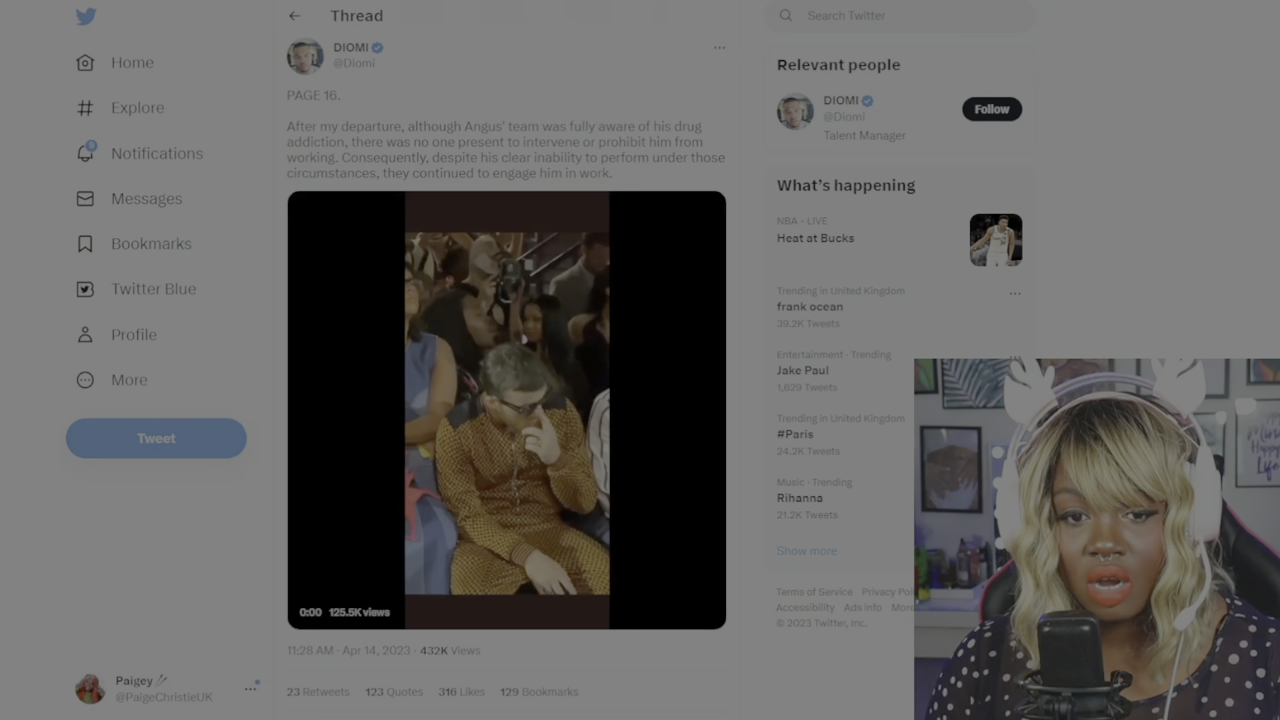 Home
Explore
6
Notifications
Messages
Bookmarks
Twitter Blue
Profile
More
Tweet
Paigey
@PaigeChristieUK
Thread
DIOMI
@Diomi
PAGE 16.
After my departure, although Angus' team was fully aware of his drug
addiction, there was no one present to intervene or prohibit him from
working. Consequently, despite his clear inability to perform under those
circumstances, they continued to engage him in work.
0:00 125.5K views
11:28 AM · Apr 14, 2023 · 432K Views
23 Retweets 123 Quotes 316 Likes 129 Bookmarks
Search Twitter
Relevant people
DIOMI
@Diomi
Talent Manager
Follow
What's happening
NBA · LIVE
Heat at Bucks
Trending in United Kingdom
frank ocean
39.2K Tweets
Entertainment · Trending
Jake Paul
1,629 Tweets
Trending in United Kingdom
#Paris
24.2K Tweets
Music · Trending
Rihanna
21.2K Tweets
Show more
Terms of Service Privacy Pol
Accessibility Ads info More
© 2023 Twitter, Inc.